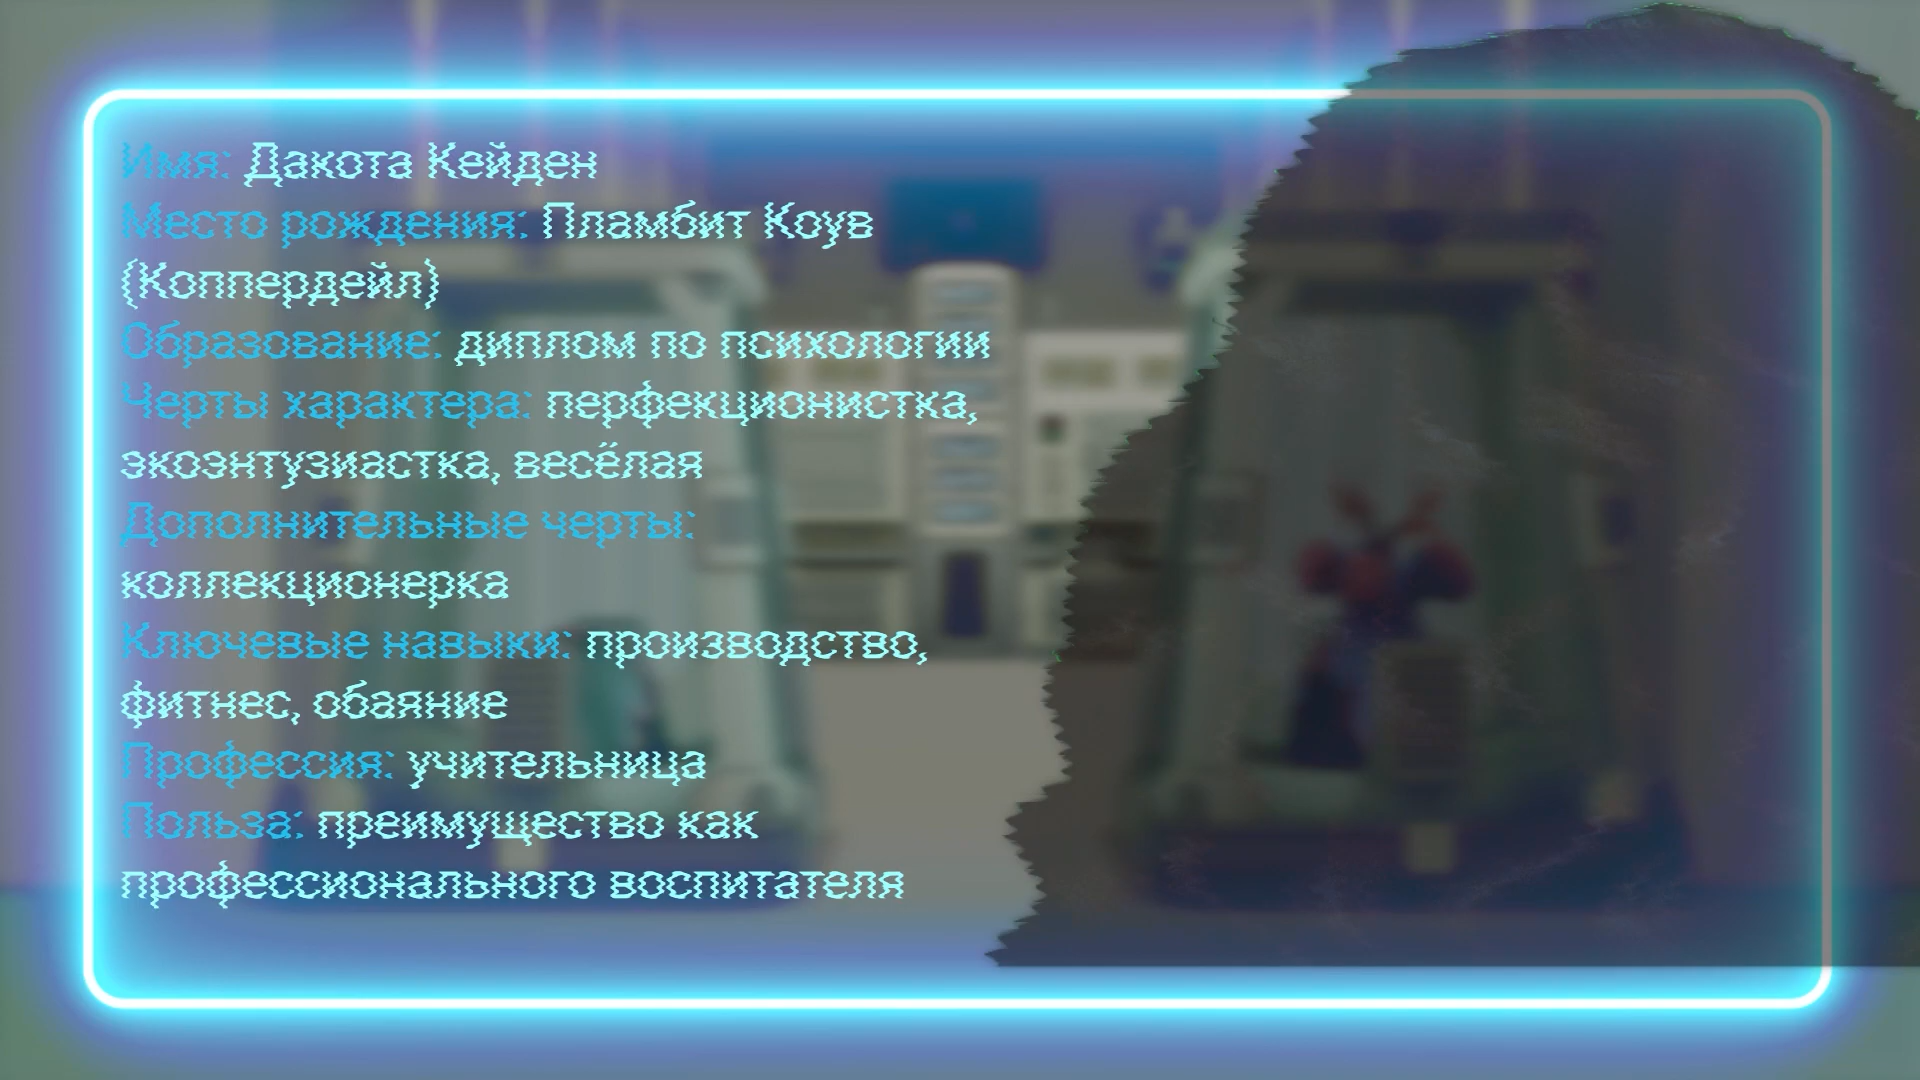 Имя: Дакота Кейден
Место рождения: Пламбит Коув
(Коппердейл)
Образование: диплом по психологии
Черты характера: перфекционистка,
экоэнтузиастка, весёлая
Дополнительные черты:
коллекционерка
Ключевые навыки: производство,
фитнес, обаяние
Профессия: учительница
Польза: преимущество как
профессионального воспитателя